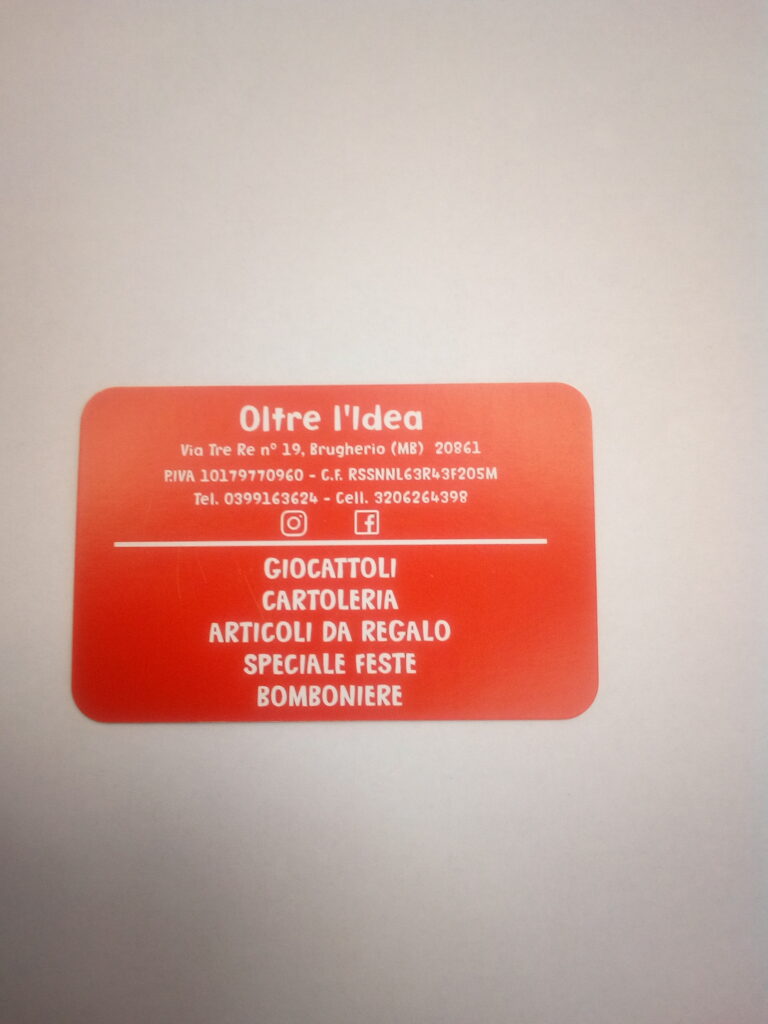 Oltre l'Idea
Via Tre Re n° 19, Brugherio (MB) 20861
P.IVA 10179770960 - C.F. RSSNNL63R43F205M
Tel. 0399163624 - Cell. 3206264398
GIOCATTOLI
CARTOLERIA
ARTICOLI DA REGALO
SPECIALE FESTE
BOMBONIERE